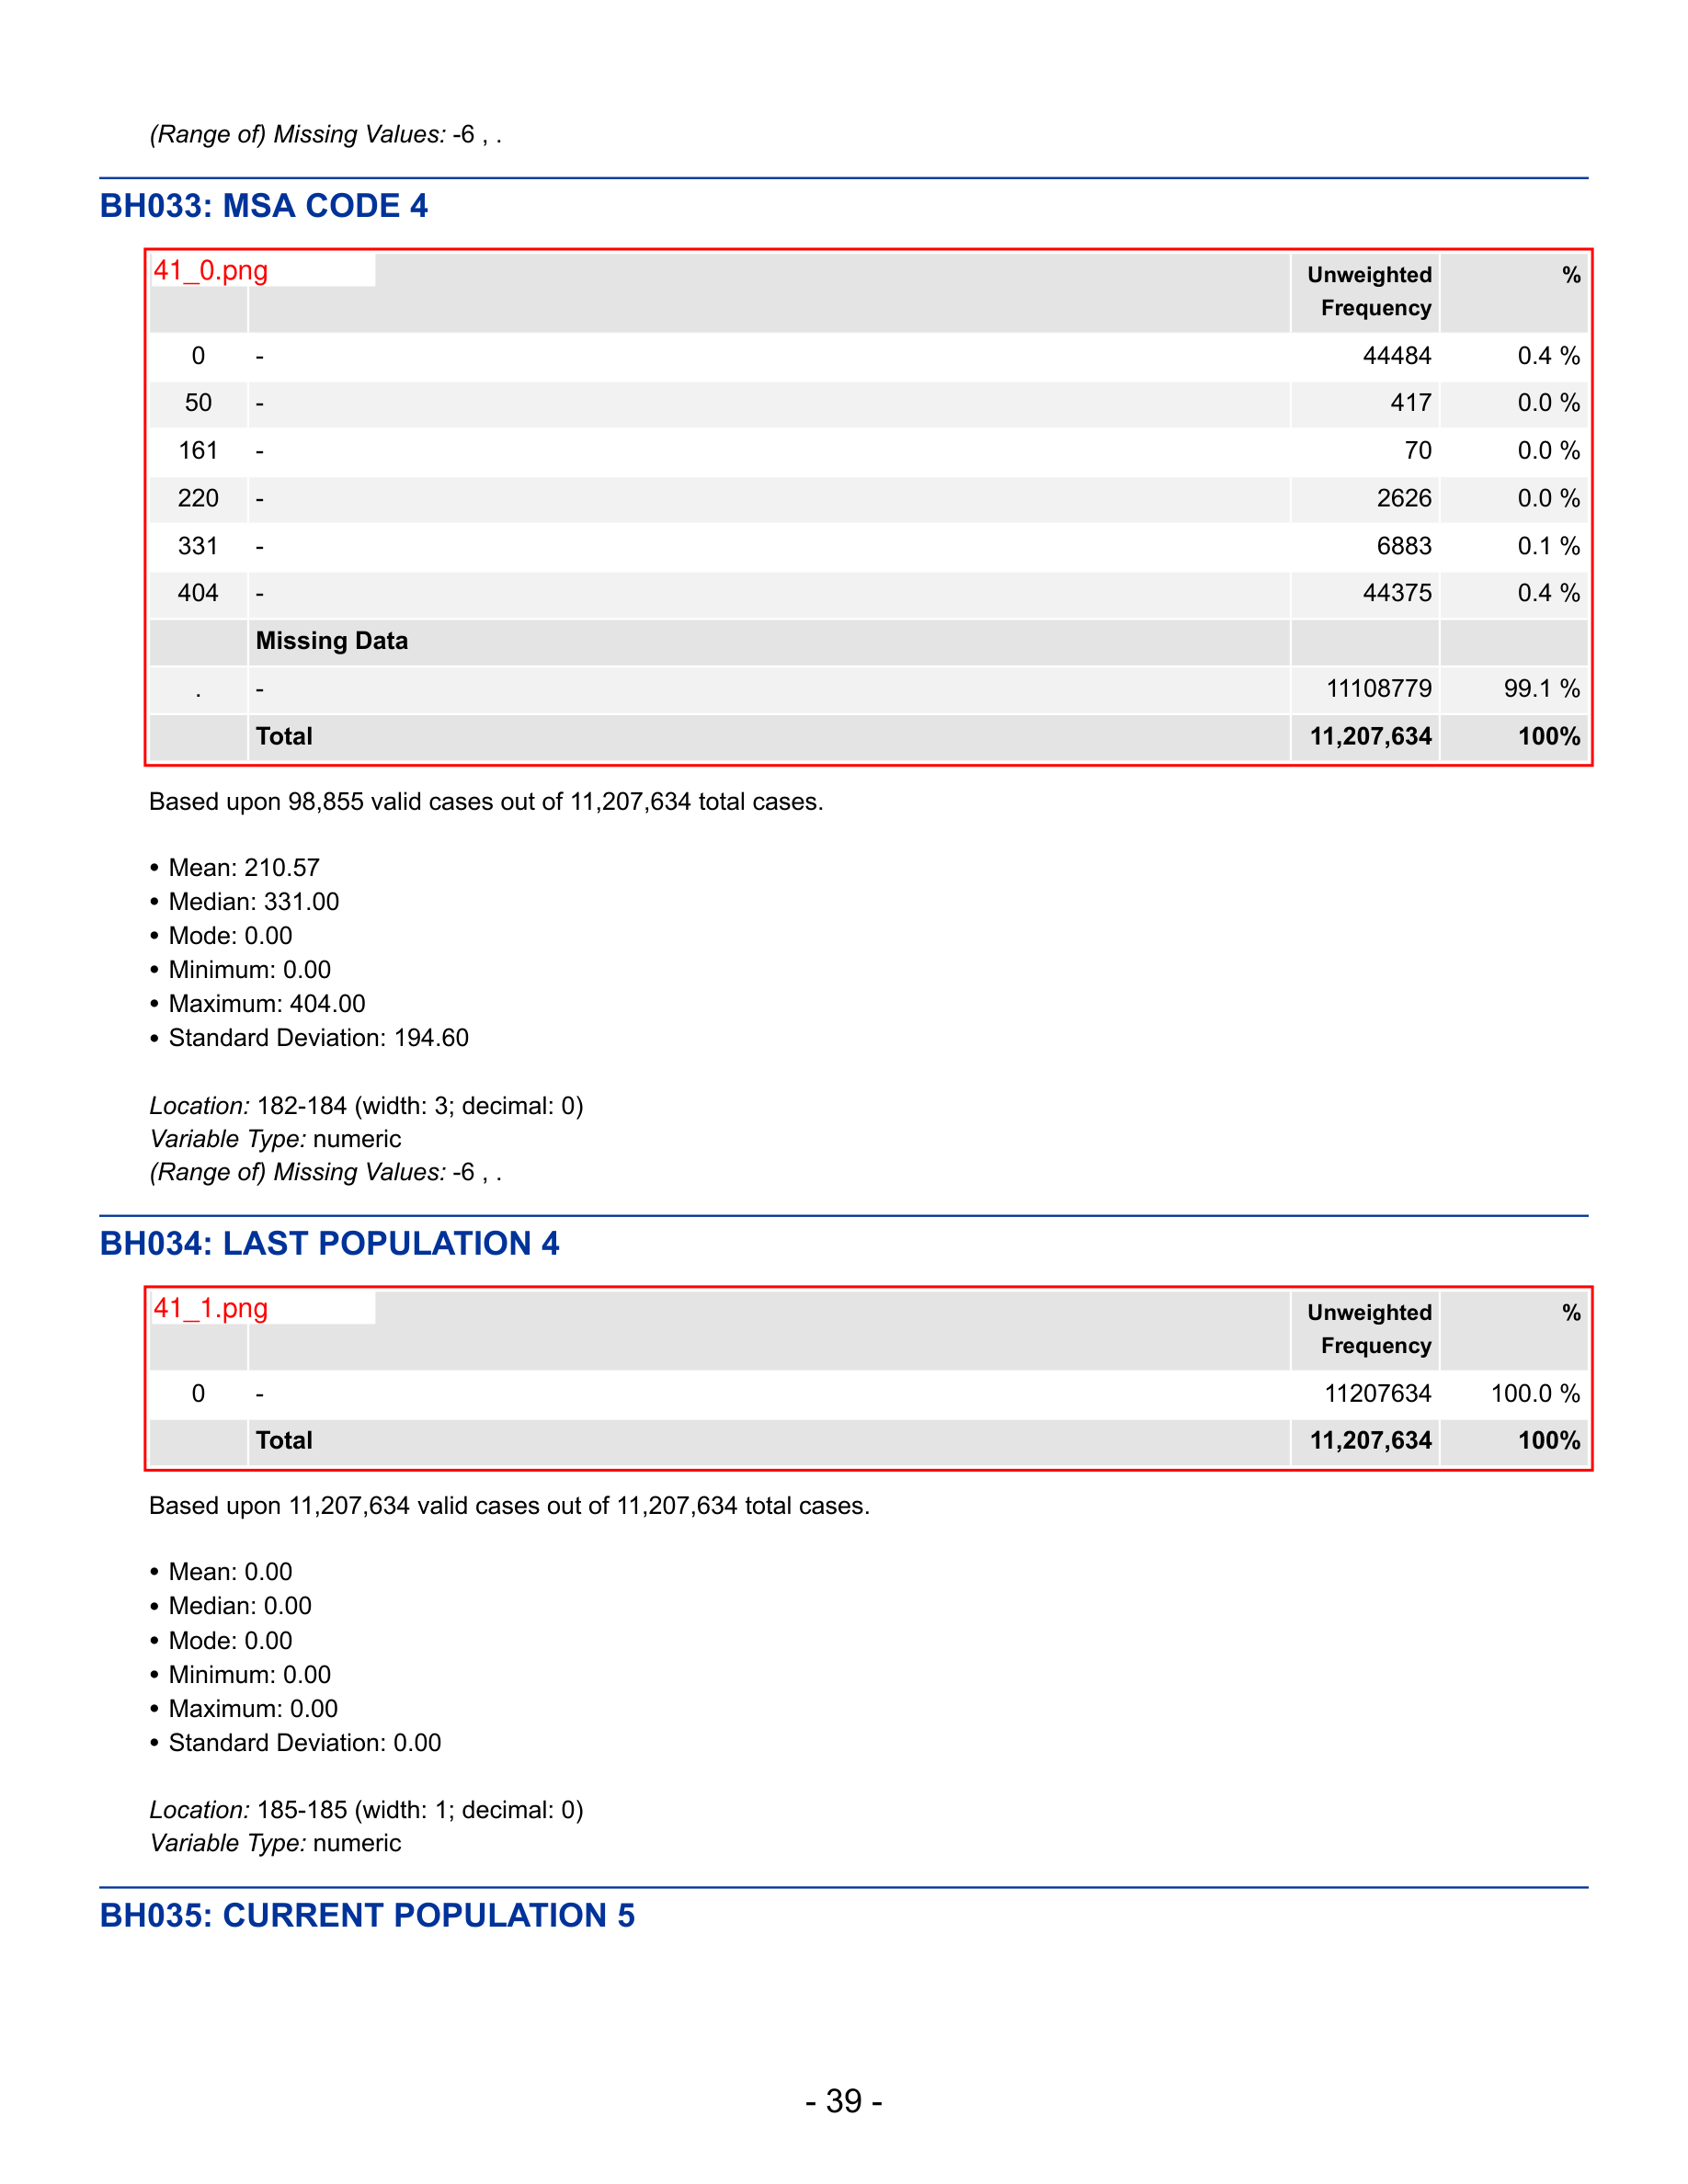 (Range of) Missing Values: -6 , .
BH033: MSA CODE 4
41_0.png
Unweighted Frequency %
0 - 44484 0.4 %
50 - 417 0.0 %
161 - 70 0.0 %
220 - 2626 0.0 %
331 - 6883 0.1 %
404 - 44375 0.4 %
Missing Data
. - 11108779 99.1 %
Total 11,207,634 100%
Based upon 98,855 valid cases out of 11,207,634 total cases.
• Mean: 210.57
• Median: 331.00
• Mode: 0.00
• Minimum: 0.00
• Maximum: 404.00
• Standard Deviation: 194.60
Location: 182-184 (width: 3; decimal: 0)
Variable Type: numeric
(Range of) Missing Values: -6 , .
BH034: LAST POPULATION 4
41_1.png
Unweighted Frequency %
0 - 11207634 100.0 %
Total 11,207,634 100%
Based upon 11,207,634 valid cases out of 11,207,634 total cases.
• Mean: 0.00
• Median: 0.00
• Mode: 0.00
• Minimum: 0.00
• Maximum: 0.00
• Standard Deviation: 0.00
Location: 185-185 (width: 1; decimal: 0)
Variable Type: numeric
BH035: CURRENT POPULATION 5
- 39 -